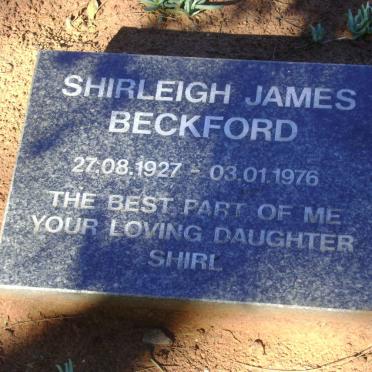 SHIRLEIGH JAMES
BECKFORD
27.08.1927 - 03.01.1976
THE BEST PART OF ME
YOUR LOVING DAUGHTER
SHIRL